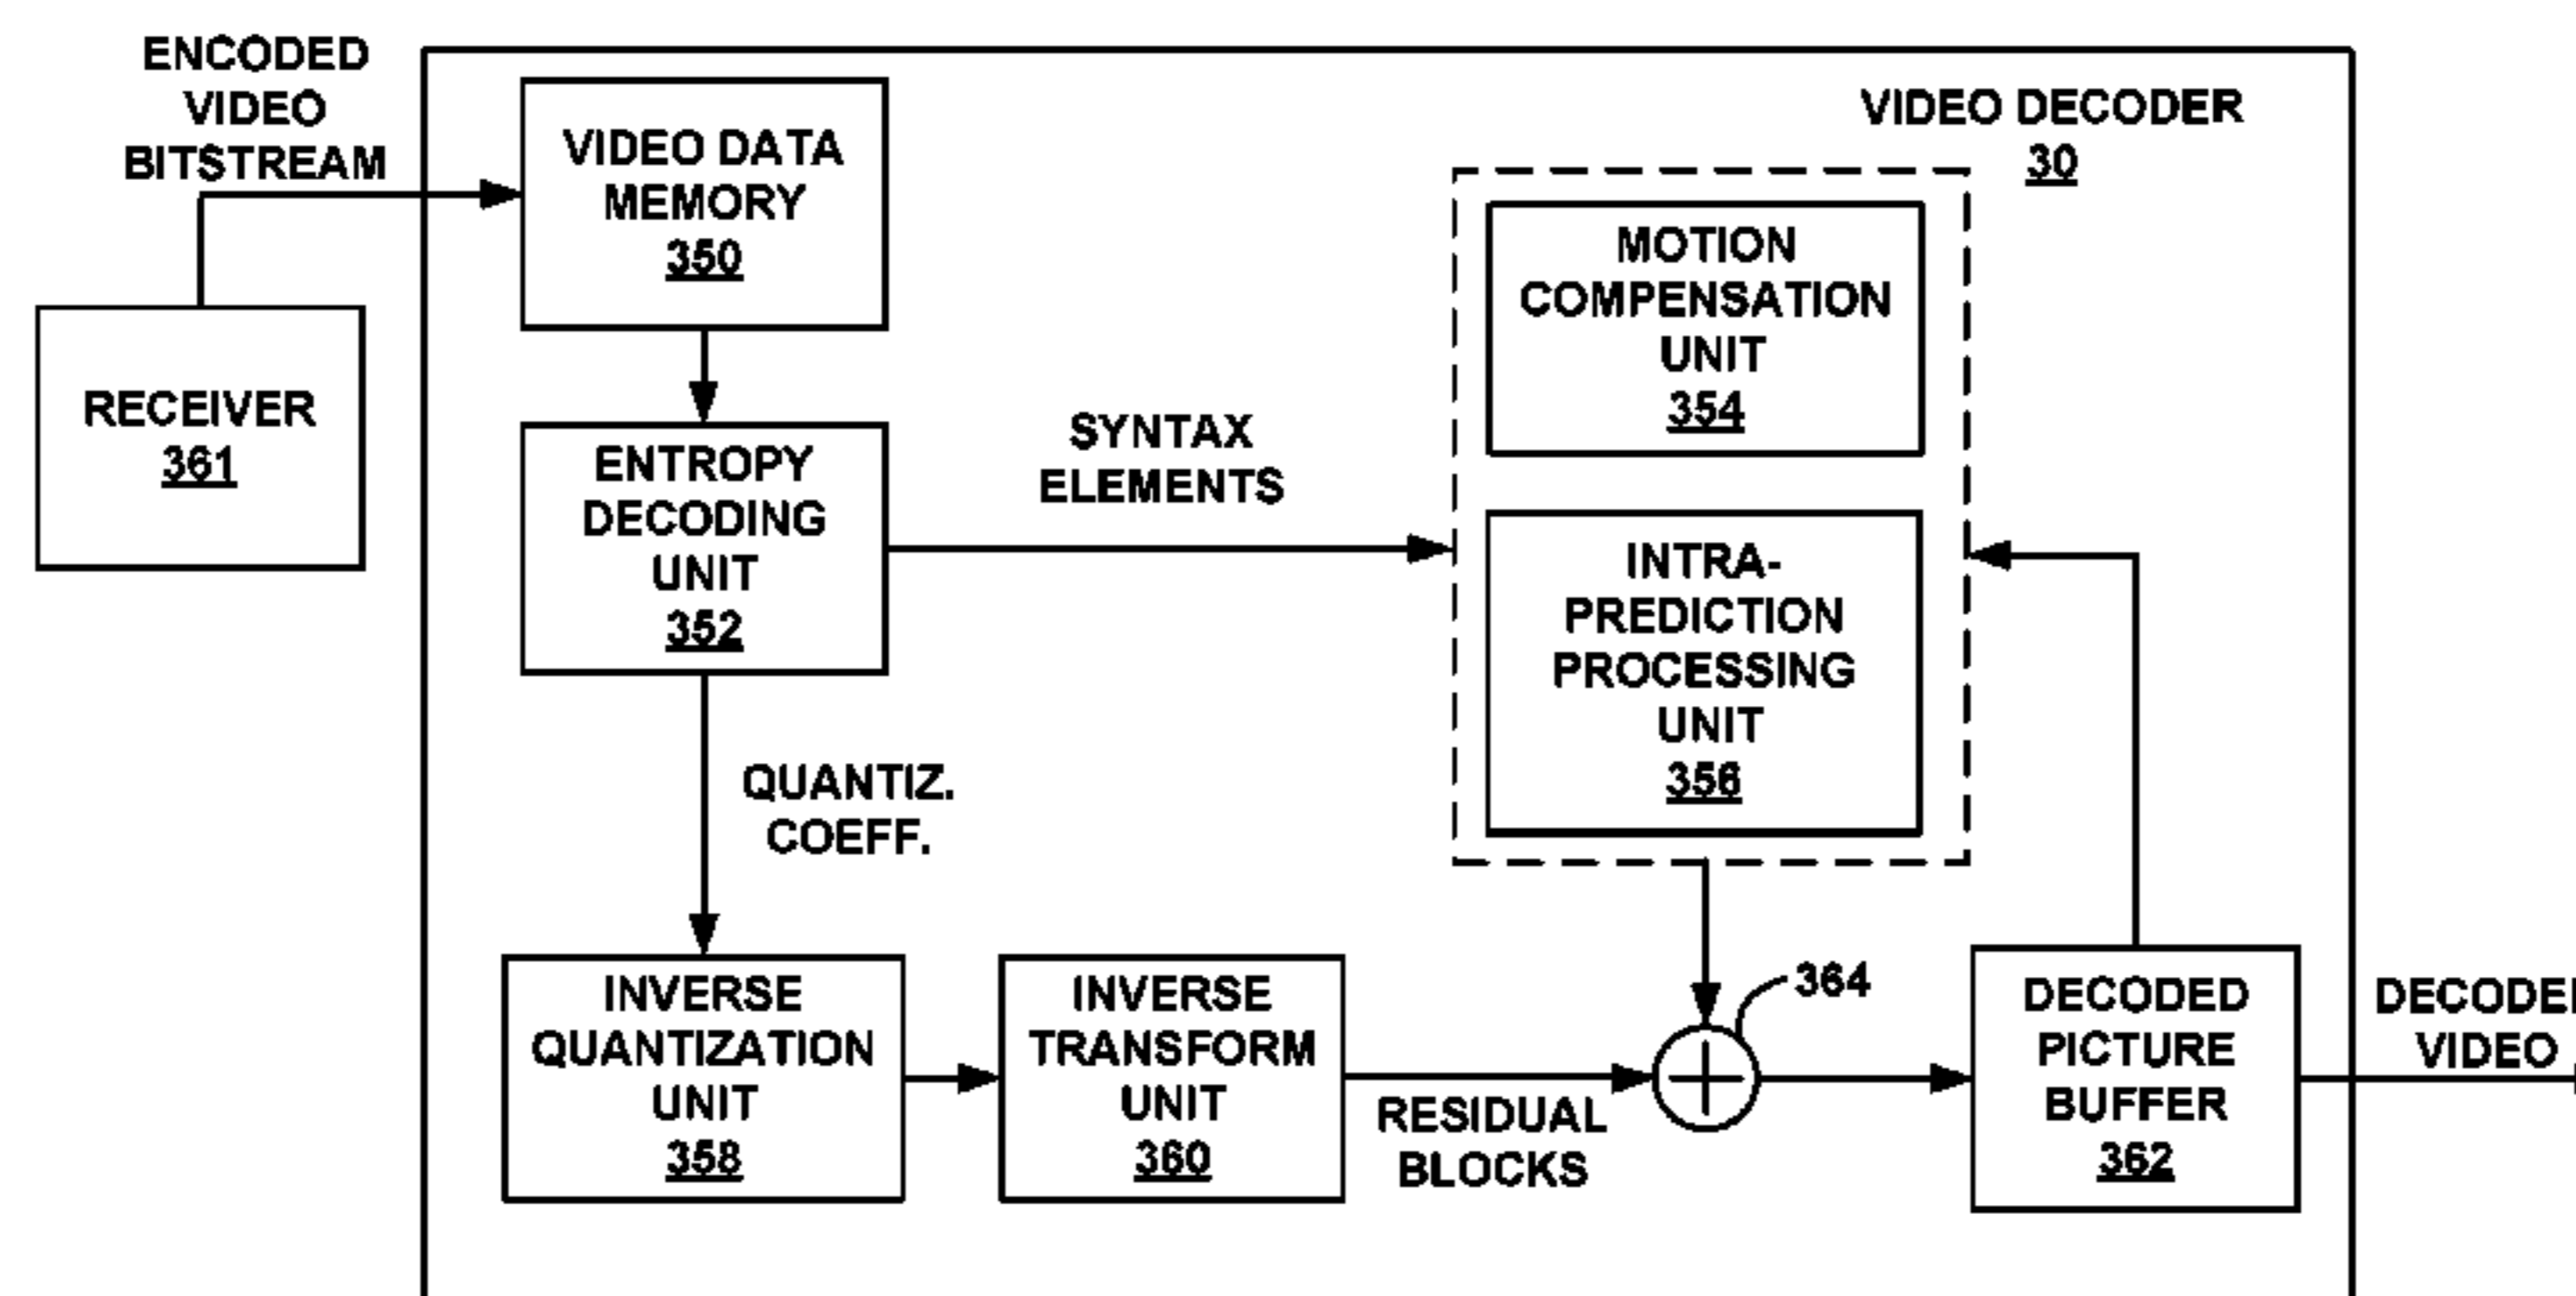 ENCODED
VIDEO
BITSTREAM
RECEIVER
361
VIDEO DATA
MEMORY
350
ENTROPY
DECODING
UNIT
352
SYNTAX
ELEMENTS
QUANTIZ.
COEFF.
VIDEO DECODER
30
MOTION
COMPENSATION
UNIT
354
INTRA-
PREDICTION
PROCESSING
UNIT
356
INVERSE
QUANTIZATION
UNIT
358
INVERSE
TRANSFORM
UNIT
360
RESIDUAL
BLOCKS
364
DECODED
PICTURE
BUFFER
362
VIDEO